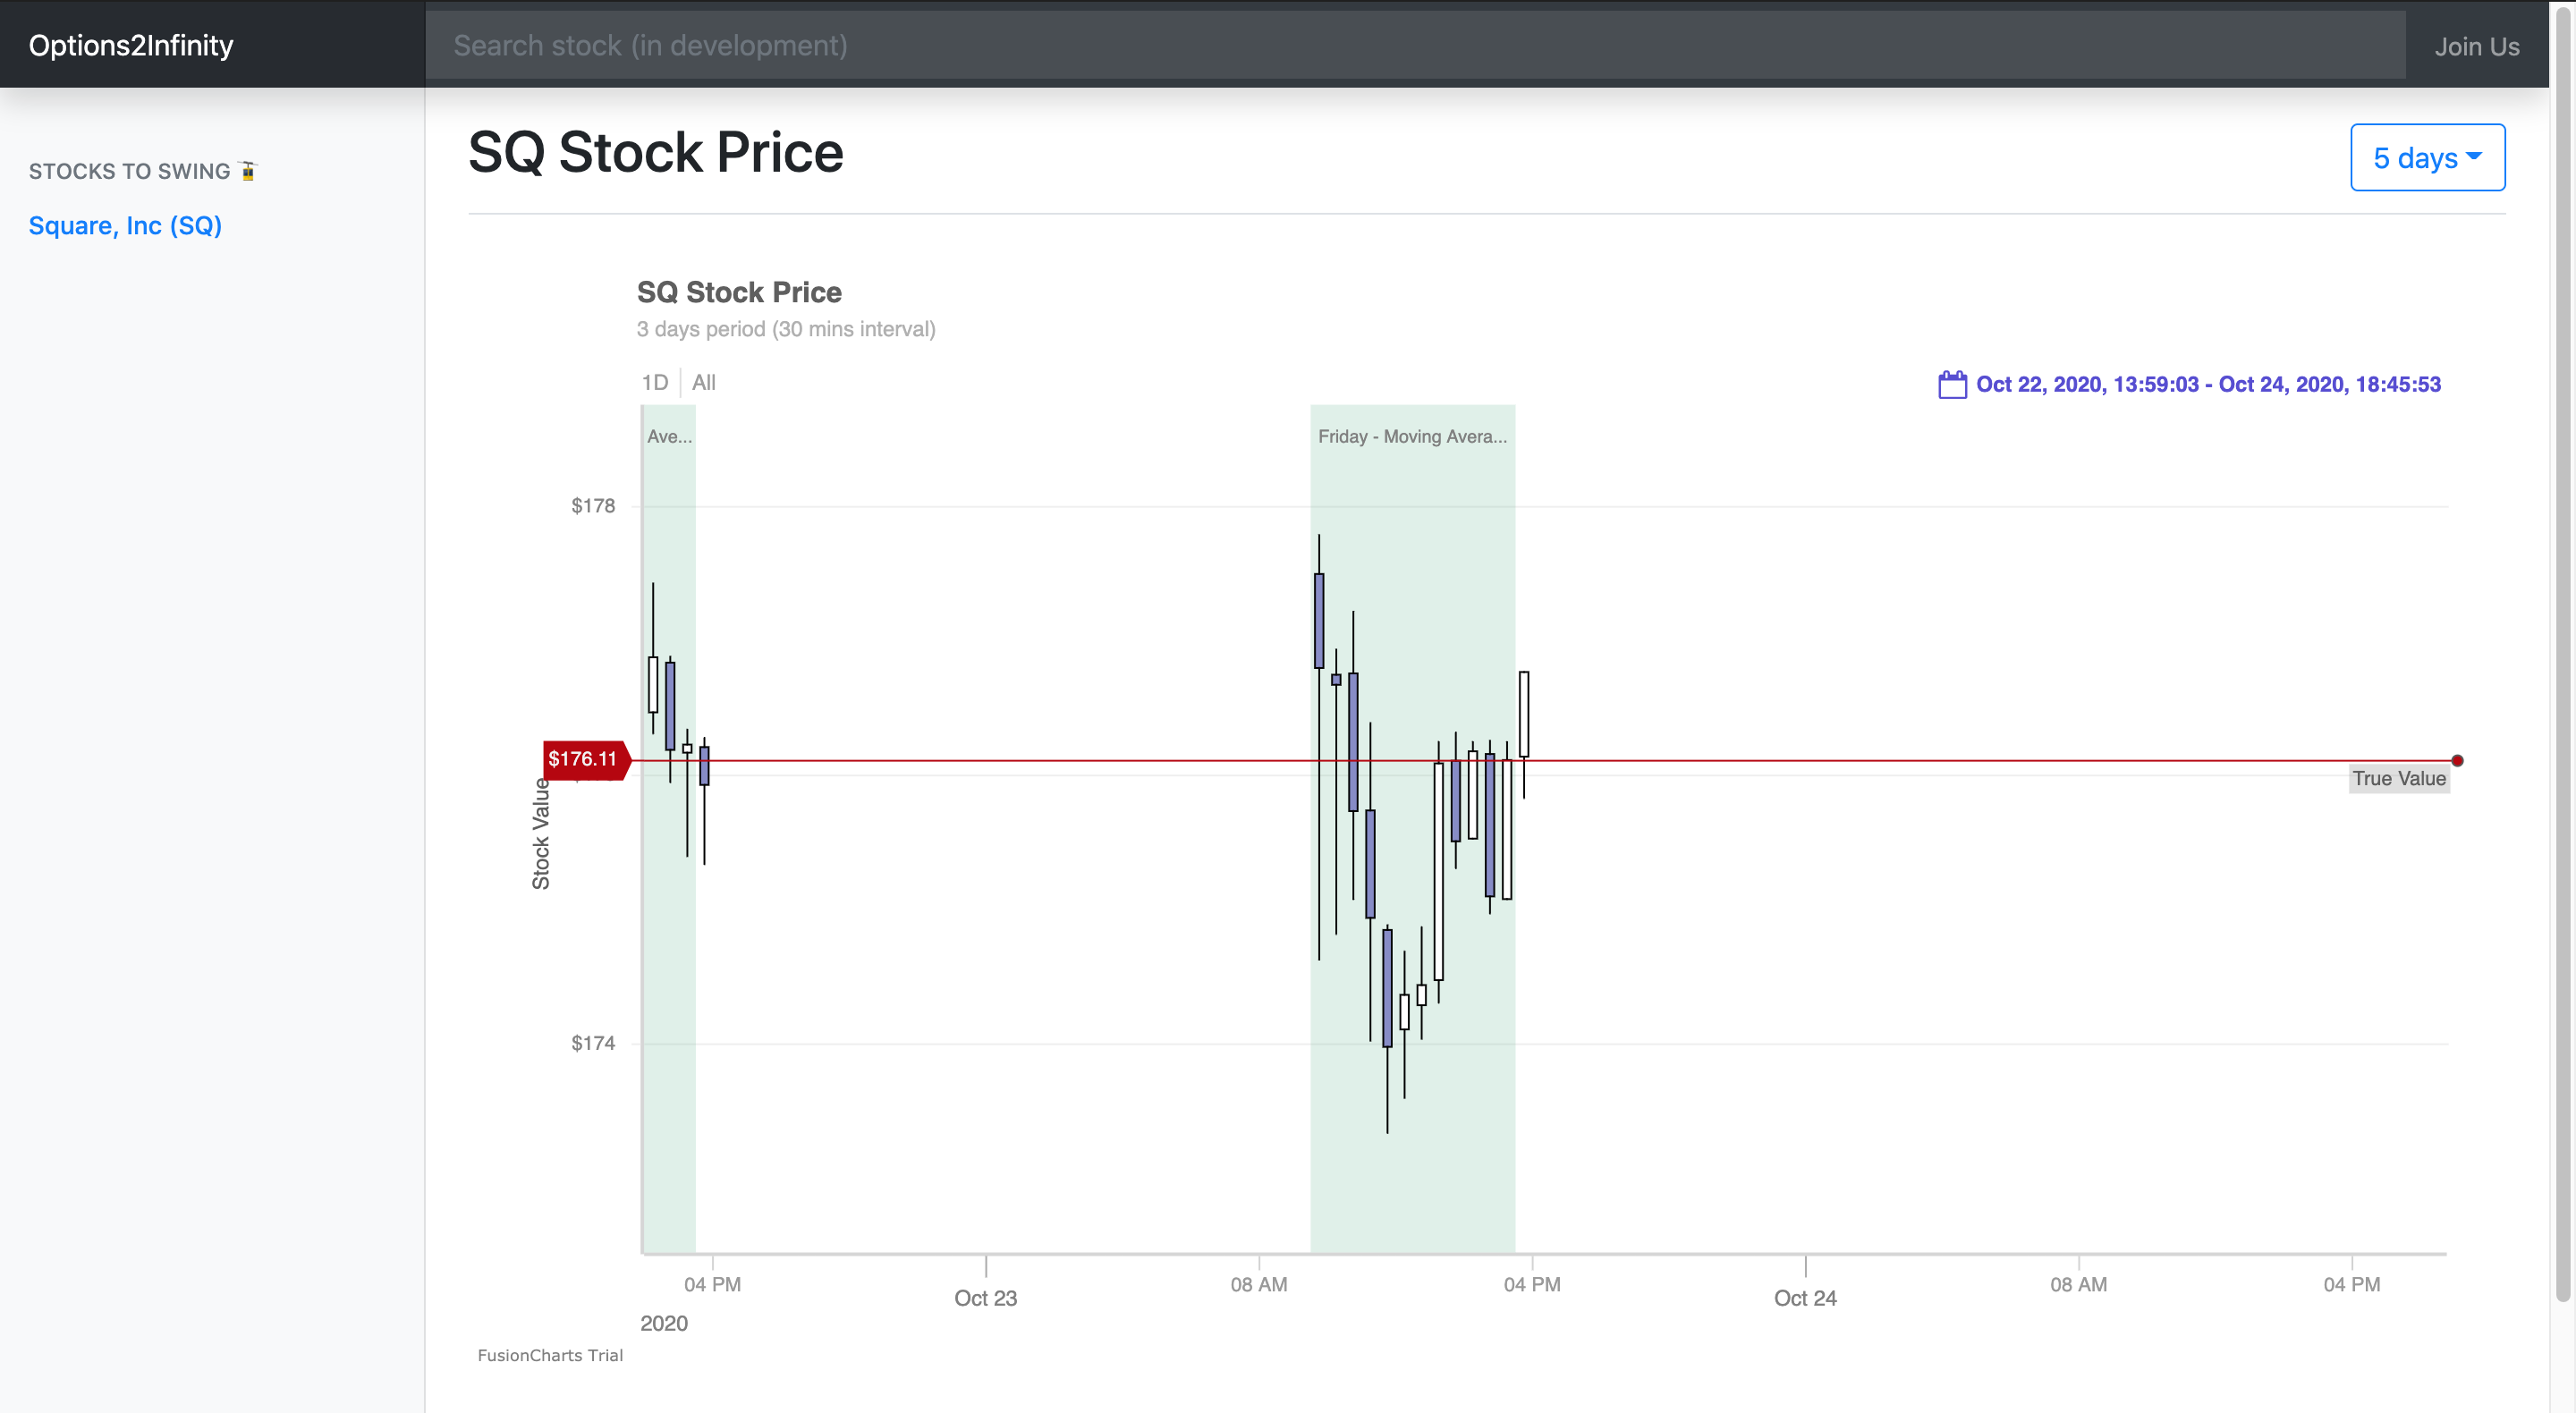 Options2Infinity
Search stock (in development)
Join Us
STOCKS TO SWING
Square, Inc (SQ)
SQ Stock Price
5 days
SQ Stock Price
3 days period (30 mins interval)
1D
All
Oct 22, 2020, 13:59:03 - Oct 24, 2020, 18:45:53
Ave...
Friday - Moving Avera...
$178
$176.11
True Value
Stock Value
$174
04 PM
Oct 23
08 AM
04 PM
Oct 24
08 AM
04 PM
2020
FusionCharts Trial